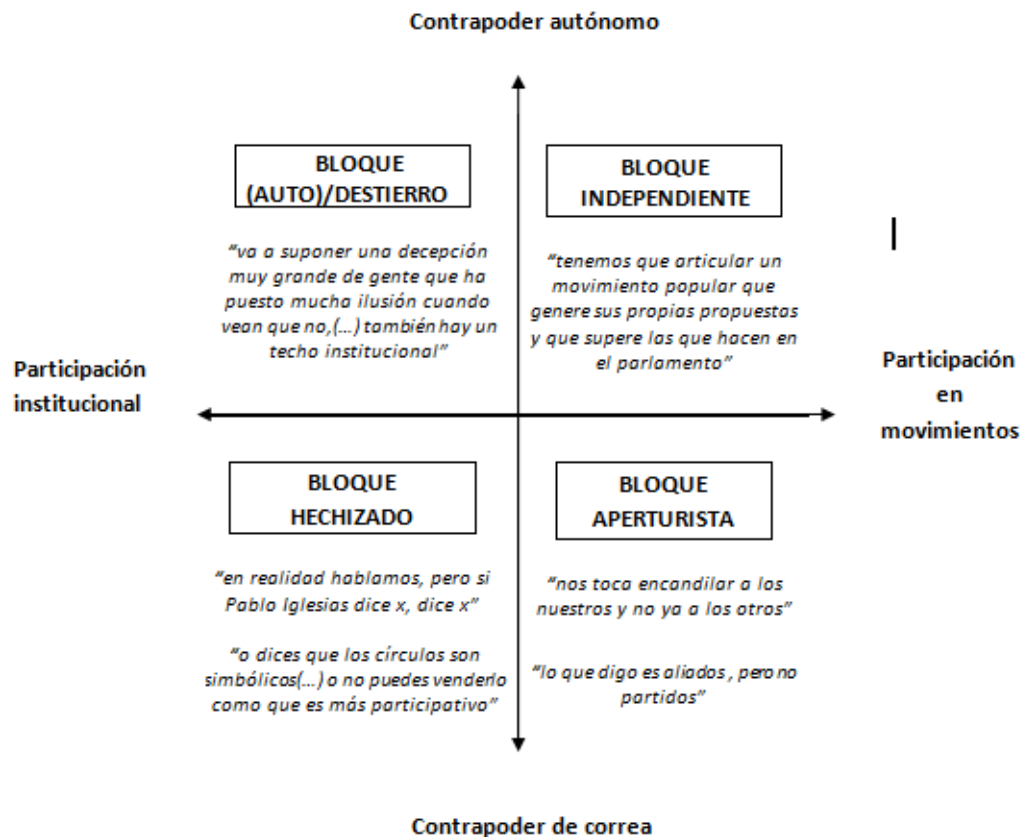 Contrapoder autónomo
BLOQUE
(AUTO)/DESTIERRO
BLOQUE
INDEPENDIENTE
“va a suponer una decepción
muy grande de gente que ha
puesto mucha ilusión cuando
vean que no,(...) también hay un
techo institucional”
“tenemos que articular un
movimiento popular que
genere sus propias propuestas
y que supere las que hacen en
el parlamento”
Participación
institucional
Participación
en
movimientos
BLOQUE
HECHIZADO
BLOQUE
APERTURISTA
“en realidad hablamos, pero si
Pablo Iglesias dice x, dice x”
“o dices que los círculos son
simbólicos(...) o no puedes venderlo
como que es más participativo”
“nos toca encandilar a los
nuestros y no ya a los otros”
“lo que digo es aliados , pero no
partidos”
Contrapoder de correa